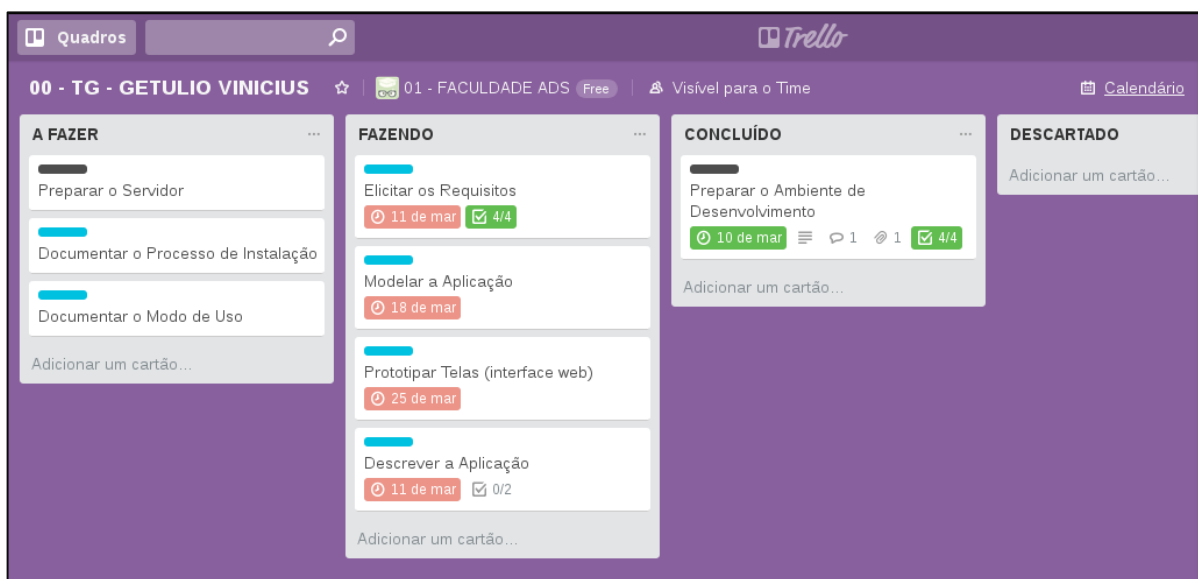 Quadros
Trello
00 - TG - GETULIO VINICIUS
01 - FACULDADE ADS Free
Visível para o Time
Calendário
A FAZER
Preparar o Servidor
Documentar o Processo de Instalação
Documentar o Modo de Uso
Adicionar um cartão...
FAZENDO
Elicitar os Requisitos
11 de mar 4/4
Modelar a Aplicação
18 de mar
Prototipar Telas (interface web)
25 de mar
Descrever a Aplicação
11 de mar 0/2
Adicionar um cartão...
CONCLUÍDO
Preparar o Ambiente de
Desenvolvimento
10 de mar 1 1 4/4
Adicionar um cartão...
DESCARTADO
Adicionar um cartão...